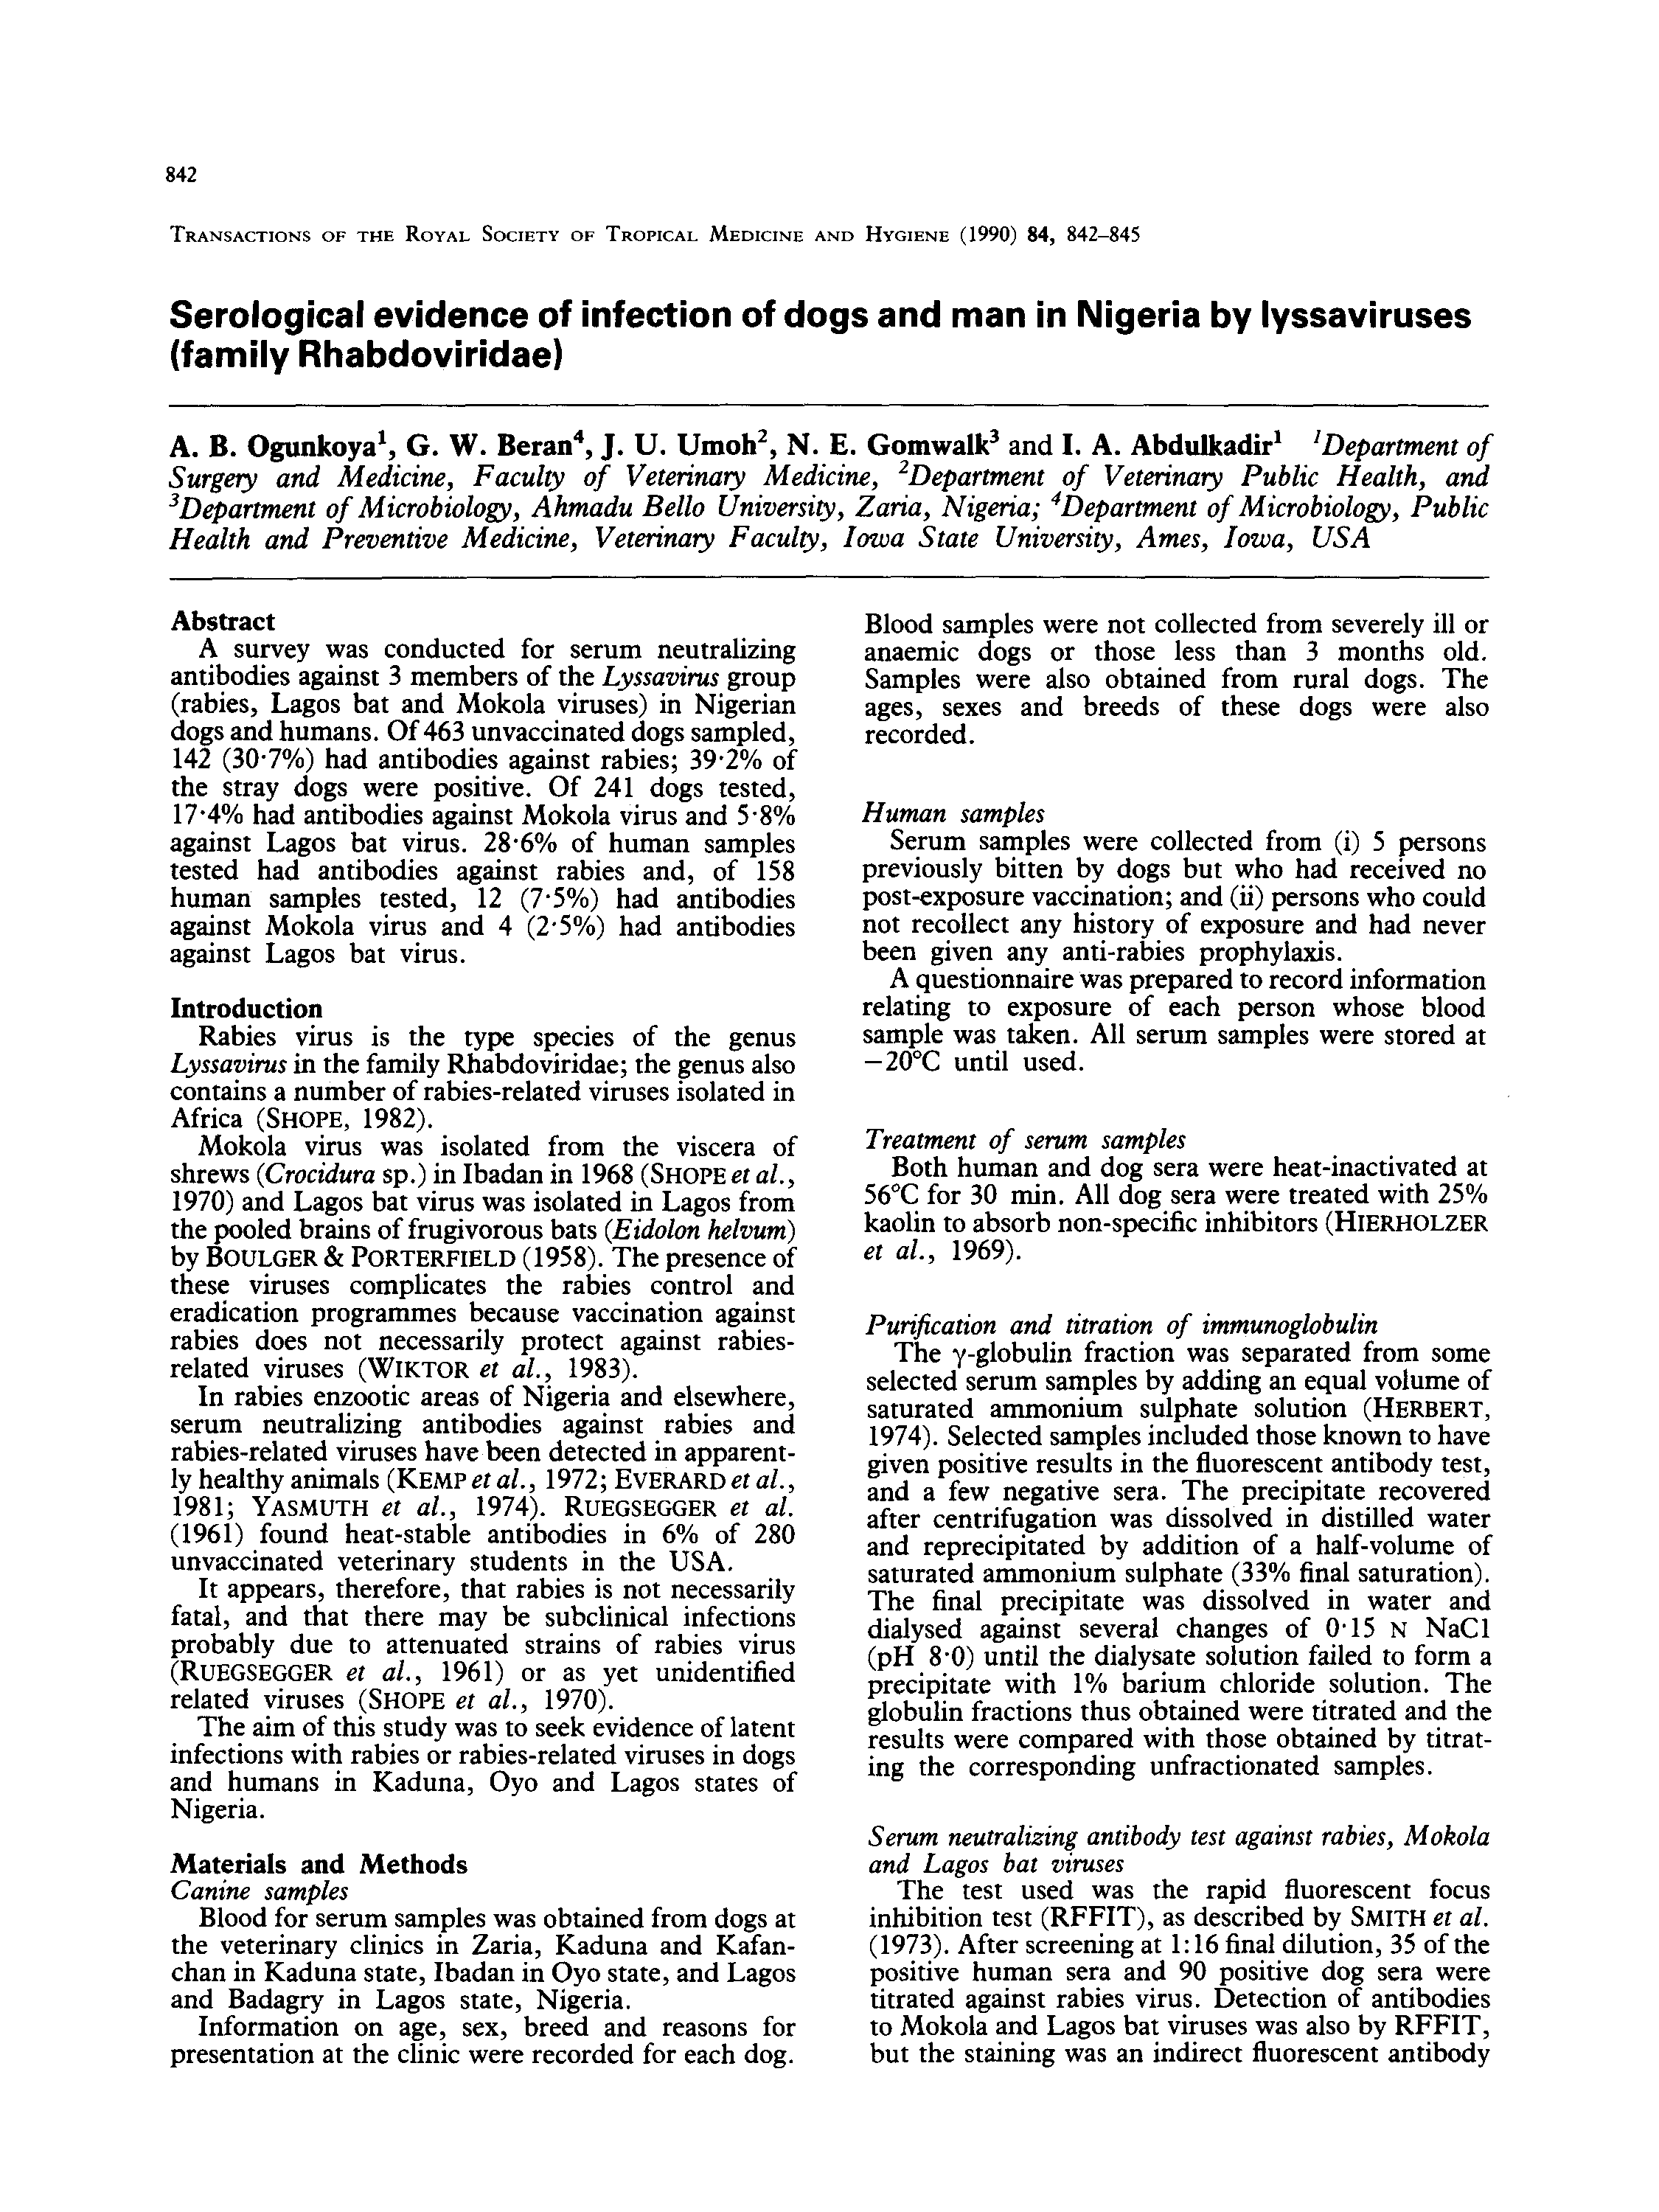 842
TRANSACTIONS OF THE ROYAL SOCIETY OF TROPICAL MEDICINE AND HYGIENE (1990) 84, 842–845
Serological evidence of infection of dogs and man in Nigeria by lyssaviruses
(family Rhabdoviridae)
A. B. Ogunkoya¹, G. W. Beran⁴, J. U. Umoh², N. E. Gomwalk³ and I. A. Abdulkadir¹ ¹Department of
Surgery and Medicine, Faculty of Veterinary Medicine, ²Department of Veterinary Public Health, and
³Department of Microbiology, Ahmadu Bello University, Zaria, Nigeria; ⁴Department of Microbiology, Public
Health and Preventive Medicine, Veterinary Faculty, Iowa State University, Ames, Iowa, USA
Abstract
A survey was conducted for serum neutralizing
antibodies against 3 members of the Lyssavirus group
(rabies, Lagos bat and Mokola viruses) in Nigerian
dogs and humans. Of 463 unvaccinated dogs sampled,
142 (30·7%) had antibodies against rabies; 39·2% of
the stray dogs were positive. Of 241 dogs tested,
17·4% had antibodies against Mokola virus and 5·8%
against Lagos bat virus. 28·6% of human samples
tested had antibodies against rabies and, of 158
human samples tested, 12 (7·5%) had antibodies
against Mokola virus and 4 (2·5%) had antibodies
against Lagos bat virus.
Introduction
Rabies virus is the type species of the genus
Lyssavirus in the family Rhabdoviridae; the genus also
contains a number of rabies-related viruses isolated in
Africa (SHOPE, 1982).
Mokola virus was isolated from the viscera of
shrews (Crocidura sp.) in Ibadan in 1968 (SHOPE et al.,
1970) and Lagos bat virus was isolated in Lagos from
the pooled brains of frugivorous bats (Eidolon helvum)
by BOULGER & PORTERFIELD (1958). The presence of
these viruses complicates the rabies control and
eradication programmes because vaccination against
rabies does not necessarily protect against rabies-
related viruses (WIKTOR et al., 1983).
In rabies enzootic areas of Nigeria and elsewhere,
serum neutralizing antibodies against rabies and
rabies-related viruses have been detected in apparent-
ly healthy animals (KEMP et al., 1972; EVERARD et al.,
1981; YASMUTH et al., 1974). RUEGSEGGER et al.
(1961) found heat-stable antibodies in 6% of 280
unvaccinated veterinary students in the USA.
It appears, therefore, that rabies is not necessarily
fatal, and that there may be subclinical infections
probably due to attenuated strains of rabies virus
(RUEGSEGGER et al., 1961) or as yet unidentified
related viruses (SHOPE et al., 1970).
The aim of this study was to seek evidence of latent
infections with rabies or rabies-related viruses in dogs
and humans in Kaduna, Oyo and Lagos states of
Nigeria.
Materials and Methods
Canine samples
Blood for serum samples was obtained from dogs at
the veterinary clinics in Zaria, Kaduna and Kafan-
chan in Kaduna state, Ibadan in Oyo state, and Lagos
and Badagry in Lagos state, Nigeria.
Information on age, sex, breed and reasons for
presentation at the clinic were recorded for each dog.
Blood samples were not collected from severely ill or
anaemic dogs or those less than 3 months old.
Samples were also obtained from rural dogs. The
ages, sexes and breeds of these dogs were also
recorded.
Human samples
Serum samples were collected from (i) 5 persons
previously bitten by dogs but who had received no
post-exposure vaccination; and (ii) persons who could
not recollect any history of exposure and had never
been given any anti-rabies prophylaxis.
A questionnaire was prepared to record information
relating to exposure of each person whose blood
sample was taken. All serum samples were stored at
−20°C until used.
Treatment of serum samples
Both human and dog sera were heat-inactivated at
56°C for 30 min. All dog sera were treated with 25%
kaolin to absorb non-specific inhibitors (HIERHOLZER
et al., 1969).
Purification and titration of immunoglobulin
The γ-globulin fraction was separated from some
selected serum samples by adding an equal volume of
saturated ammonium sulphate solution (HERBERT,
1974). Selected samples included those known to have
given positive results in the fluorescent antibody test,
and a few negative sera. The precipitate recovered
after centrifugation was dissolved in distilled water
and reprecipitated by addition of a half-volume of
saturated ammonium sulphate (33% final saturation).
The final precipitate was dissolved in water and
dialysed against several changes of 0·15 N NaCl
(pH 8·0) until the dialysate solution failed to form a
precipitate with 1% barium chloride solution. The
globulin fractions thus obtained were titrated and the
results were compared with those obtained by titrat-
ing the corresponding unfractionated samples.
Serum neutralizing antibody test against rabies, Mokola
and Lagos bat viruses
The test used was the rapid fluorescent focus
inhibition test (RFFIT), as described by SMITH et al.
(1973). After screening at 1:16 final dilution, 35 of the
positive human sera and 90 positive dog sera were
titrated against rabies virus. Detection of antibodies
to Mokola and Lagos bat viruses was also by RFFIT,
but the staining was an indirect fluorescent antibody